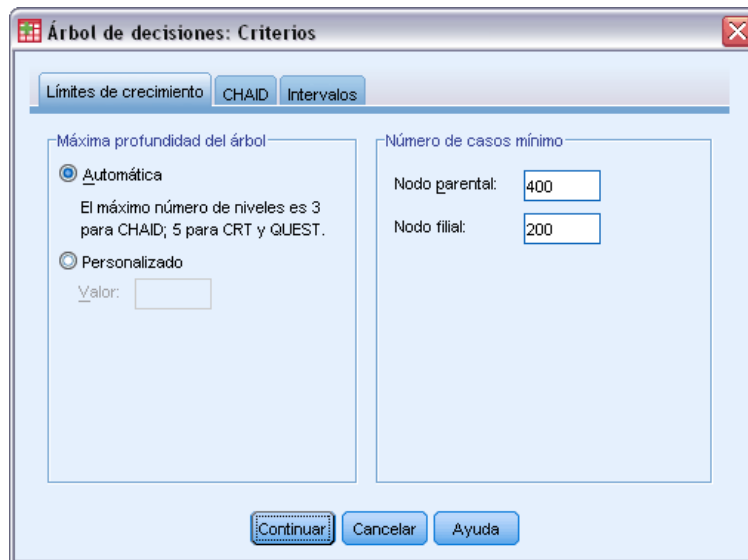 Árbol de decisiones: Criterios
Límites de crecimiento CHAID Intervalos
Máxima profundidad del árbol
Automática
El máximo número de niveles es 3
para CHAID; 5 para CRT y QUEST.
Personalizado
Valor:
Número de casos mínimo
Nodo parental: 400
Nodo filial: 200
Continuar Cancelar Ayuda